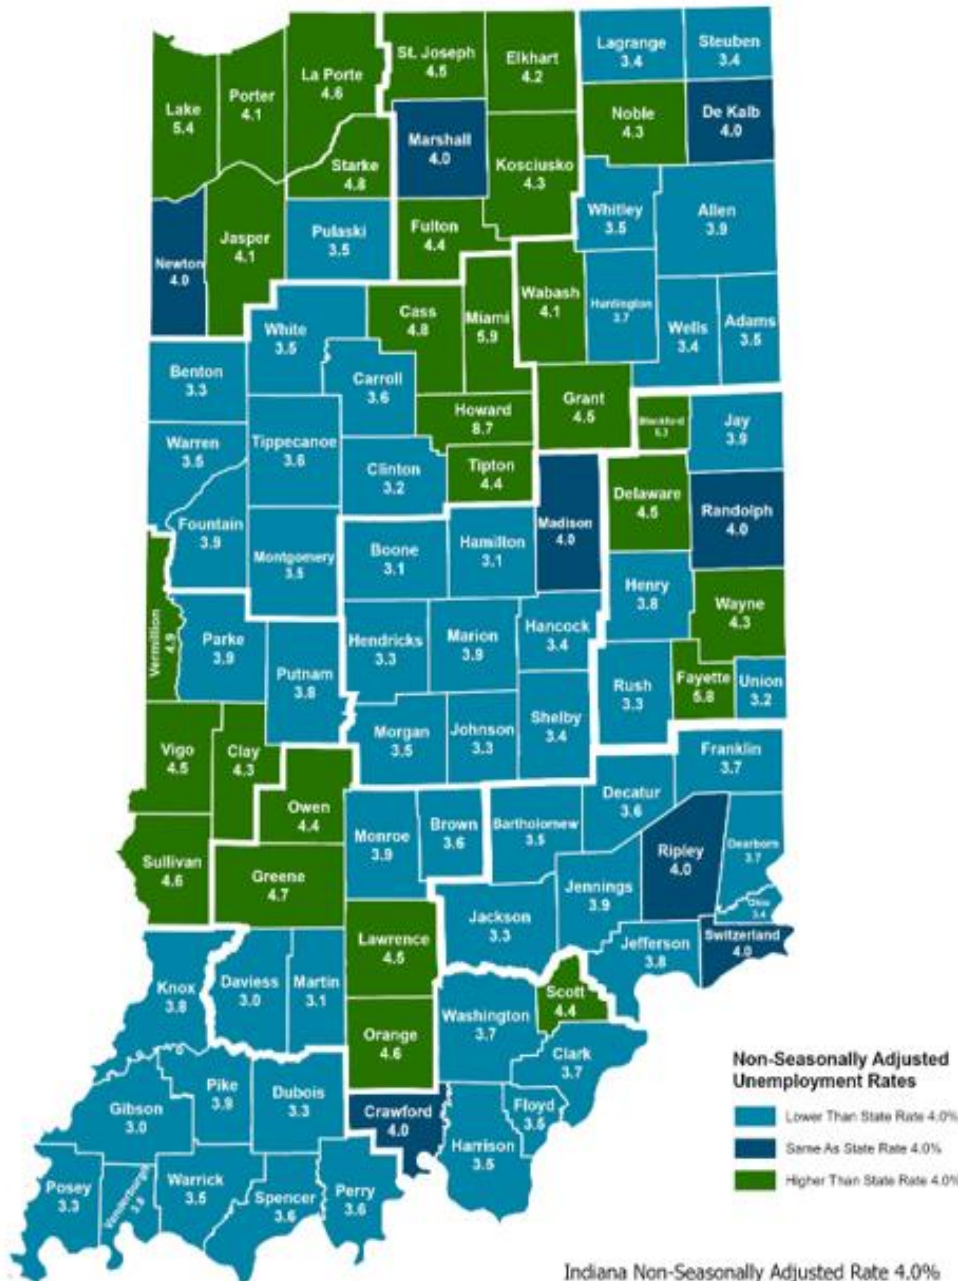 Lagrange
3.4
Steuben
3.4
St. Joseph
4.5
Elkhart
4.2
La Porte
4.6
Porter
4.1
Lake
5.4
Noble
4.3
De Kalb
4.0
Marshall
4.0
Starke
4.8
Kosciusko
4.3
Whitley
3.5
Allen
3.9
Fulton
4.4
Pulaski
3.5
Jasper
4.1
Newton
4.0
Wabash
4.1
Huntington
3.7
Wells
3.4
Adams
3.5
Cass
4.8
Miami
5.9
White
3.5
Carroll
3.6
Benton
3.3
Howard
8.7
Grant
4.5
Blackford
5.3
Jay
3.9
Warren
3.5
Tippecanoe
3.6
Clinton
3.2
Tipton
4.4
Madison
4.0
Delaware
4.5
Randolph
4.0
Fountain
3.9
Montgomery
3.5
Boone
3.1
Hamilton
3.1
Henry
3.8
Wayne
4.3
Vermillion
4.9
Parke
3.9
Putnam
3.8
Hendricks
3.3
Marion
3.9
Hancock
3.4
Rush
3.3
Fayette
5.8
Union
3.2
Vigo
4.5
Clay
4.3
Morgan
3.5
Johnson
3.3
Shelby
3.4
Franklin
3.7
Owen
4.4
Monroe
3.9
Brown
3.6
Bartholomew
3.5
Decatur
3.6
Ripley
4.0
Dearborn
3.7
Sullivan
4.6
Greene
4.7
Jennings
3.9
Ohio
3.4
Jackson
3.3
Lawrence
4.5
Jefferson
3.8
Switzerland
4.0
Knox
3.8
Daviess
3.0
Martin
3.1
Orange
4.6
Washington
3.7
Scott
4.4
Clark
3.7
Pike
3.9
Dubois
3.3
Gibson
3.0
Crawford
4.0
Floyd
3.5
Harrison
3.5
Posey
3.3
Vanderburgh
Warrick
3.5
Spencer
3.6
Perry
3.6
Non-Seasonally Adjusted
Unemployment Rates
Lower Than State Rate 4.0%
Same As State Rate 4.0%
Higher Than State Rate 4.0%
Indiana Non-Seasonally Adjusted Rate 4.0%